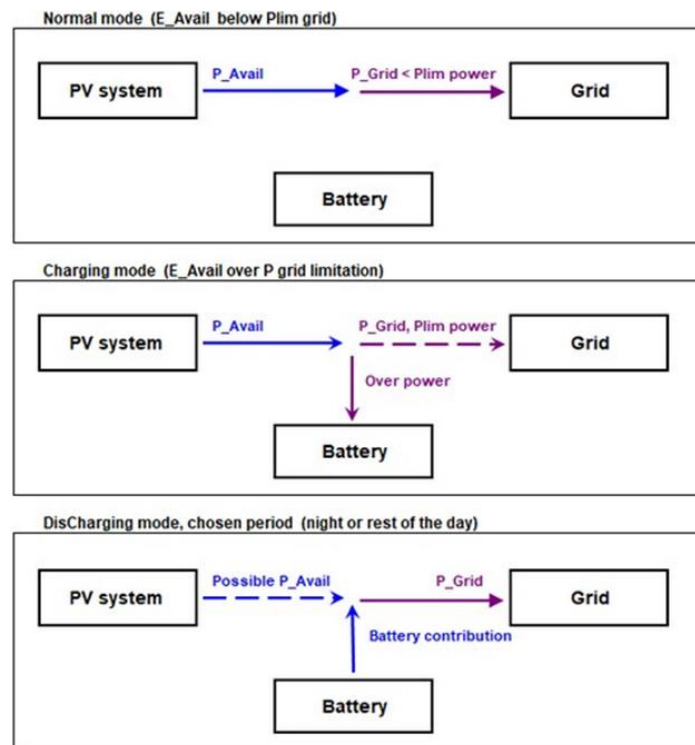 Normal mode (E_Avail below Plim grid)
P_Avail
P_Grid < Plim power
PV system
Grid
Battery
Charging mode (E_Avail over P grid limitation)
P_Avail
P_Grid, Plim power
PV system
Grid
Over power
Battery
DisCharging mode, chosen period (night or rest of the day)
Possible P_Avail
P_Grid
PV system
Grid
Battery contribution
Battery